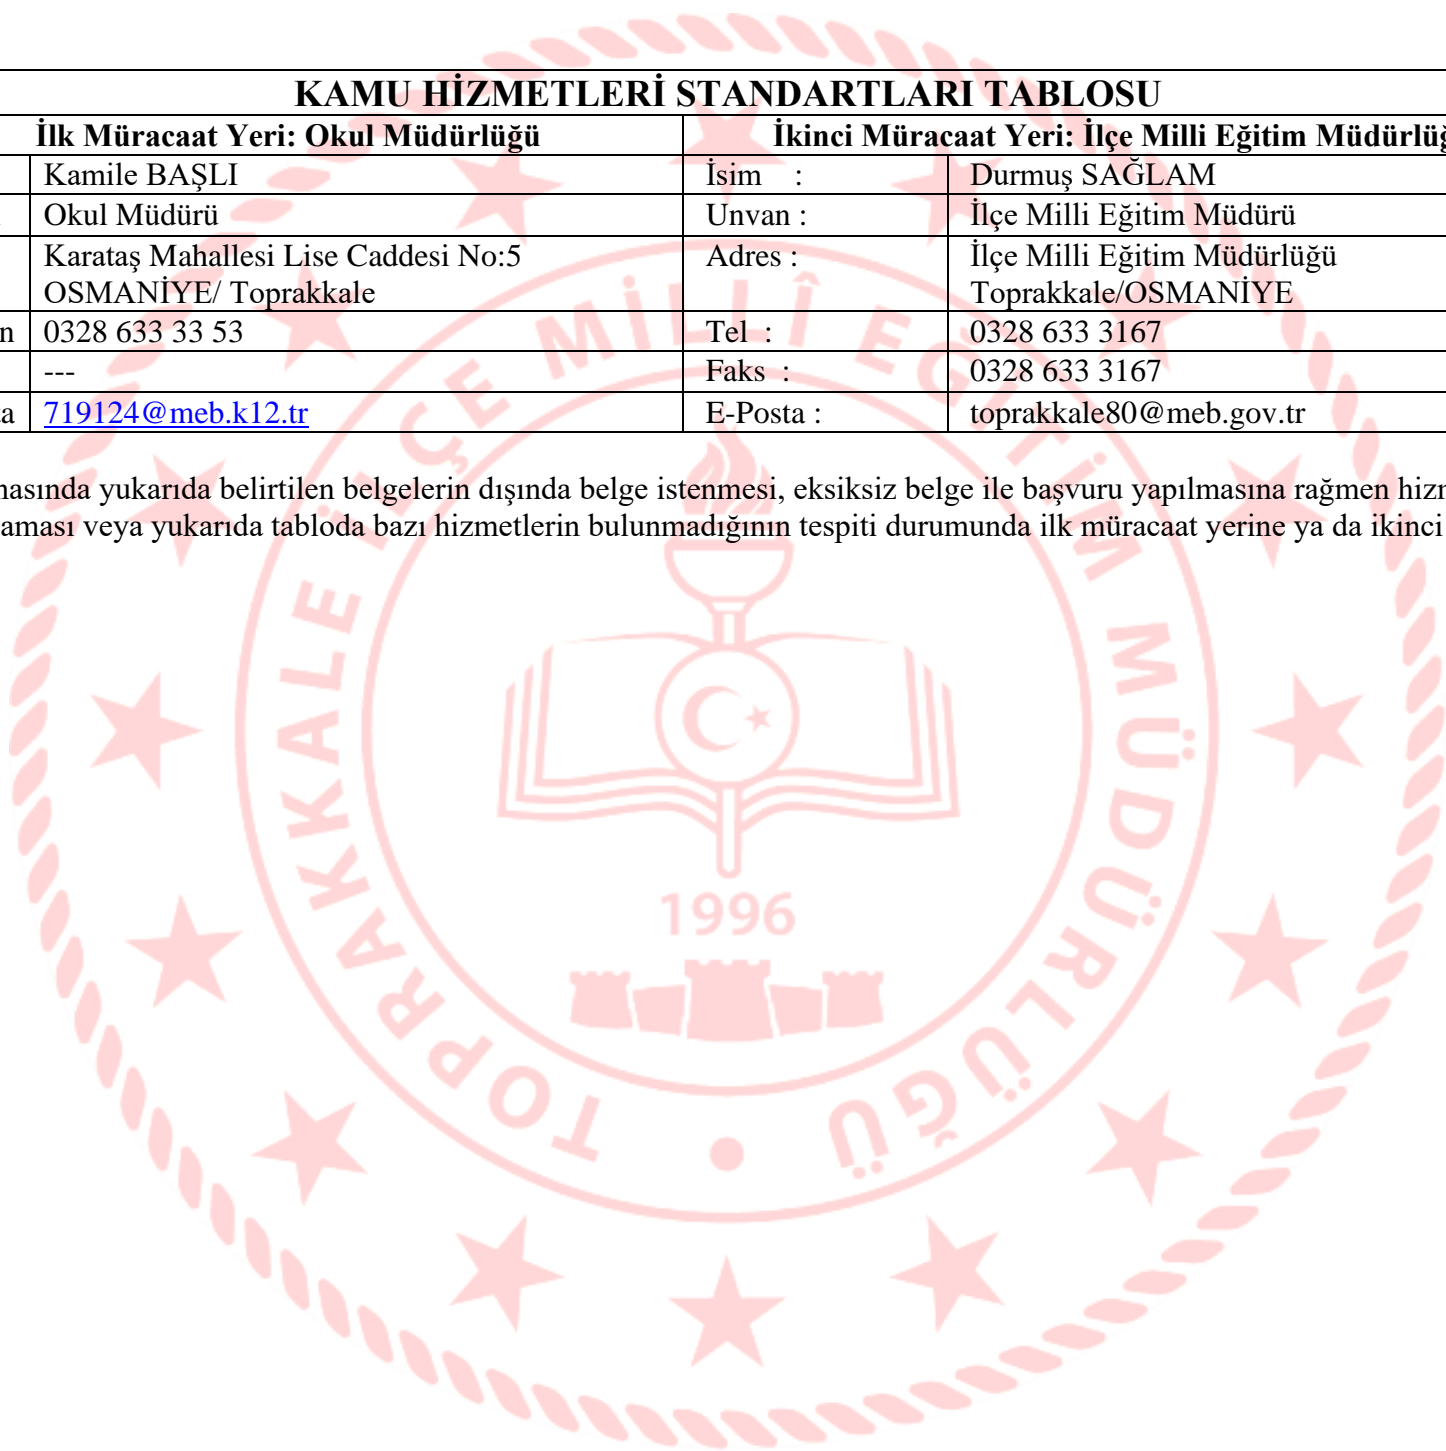 KAMU HİZMETLERİ STANDARTLARI TABLOSU
İlk Müracaat Yeri: Okul Müdürlüğü İkinci Müracaat Yeri: İlçe Milli Eğitim
Kamile BAŞLI İsim : Durmuş SAĞLAM
Okul Müdürü Unvan : İlçe Milli Eğitim Müdürü
Karataş Mahallesi Lise Caddesi No:5 Adres : İlçe Milli Eğitim Müdürlüğü
OSMANİYE/ Toprakkale Toprakkale/OSMANİYE
0328 633 33 53 Tel : 0328 633 3167
--- Faks : 0328 633 3167
719124@meb.k12.tr E-Posta : toprakkale80@meb.gov.tr
yukarıda belirtilen belgelerin dışında belge istenmesi, eksiksiz belge ile başvuru yapılmasına rağmen
veya yukarıda tabloda bazı hizmetlerin bulunmadığının tespiti durumunda ilk müracaat yerine ya da ikinci
TOPRAKKALE İLÇE MİLLÎ EĞİTİM MÜDÜRLÜĞÜ
1996